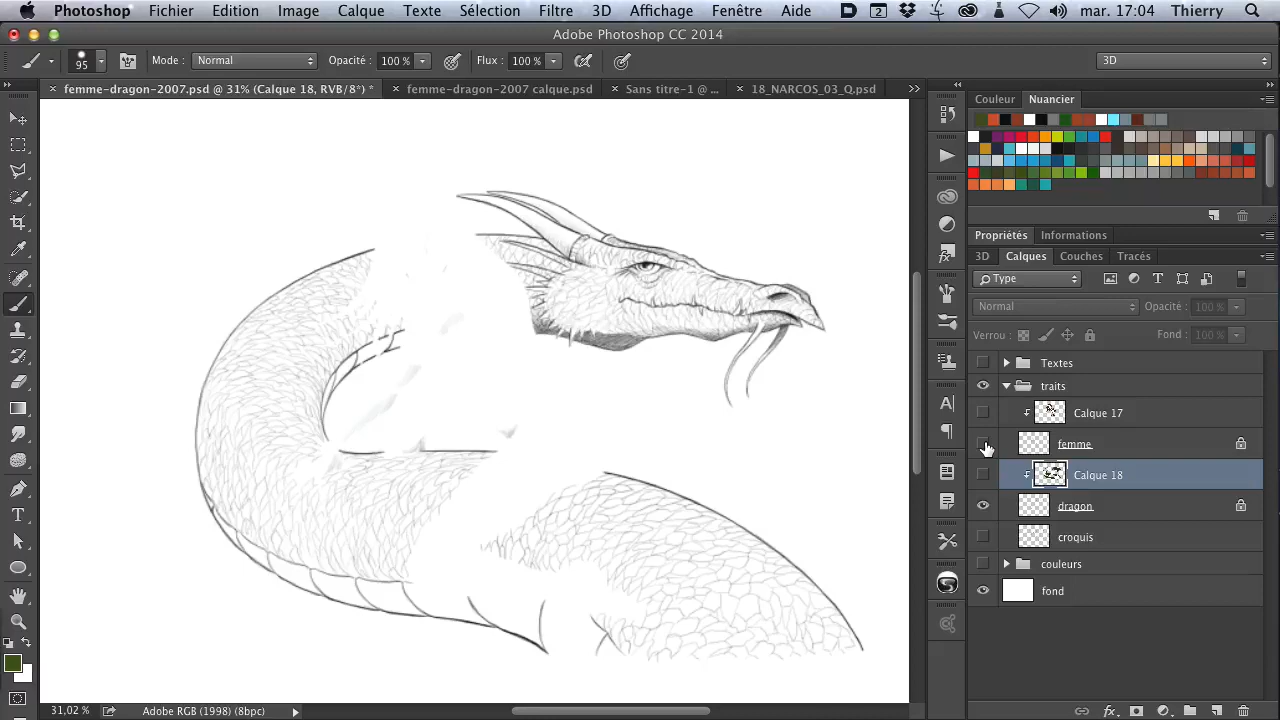 Photoshop Fichier Edition Image Calque Texte Sélection Filtre 3D Affichage Fenêtre Aide 2 mar. 17:04 Thierry
Adobe Photoshop CC 2014
95 Mode : Normal Opacité : 100 % Flux : 100 % 3D
× femme-dragon-2007.psd @ 31% (Calque 18, RVB/8*) * × femme-dragon-2007 calque.psd × Sans titre-1 @ ... × 18_NARCOS_03_Q.psd
Couleur Nuancier
Propriétés Informations
3D Calques Couches Tracés
Type
Normal Opacité : 100 %
Verrou : Fond : 100 %
Textes
traits
Calque 17
femme
Calque 18
dragon
croquis
couleurs
fond
31,02 % Adobe RGB (1998) (8bpc)